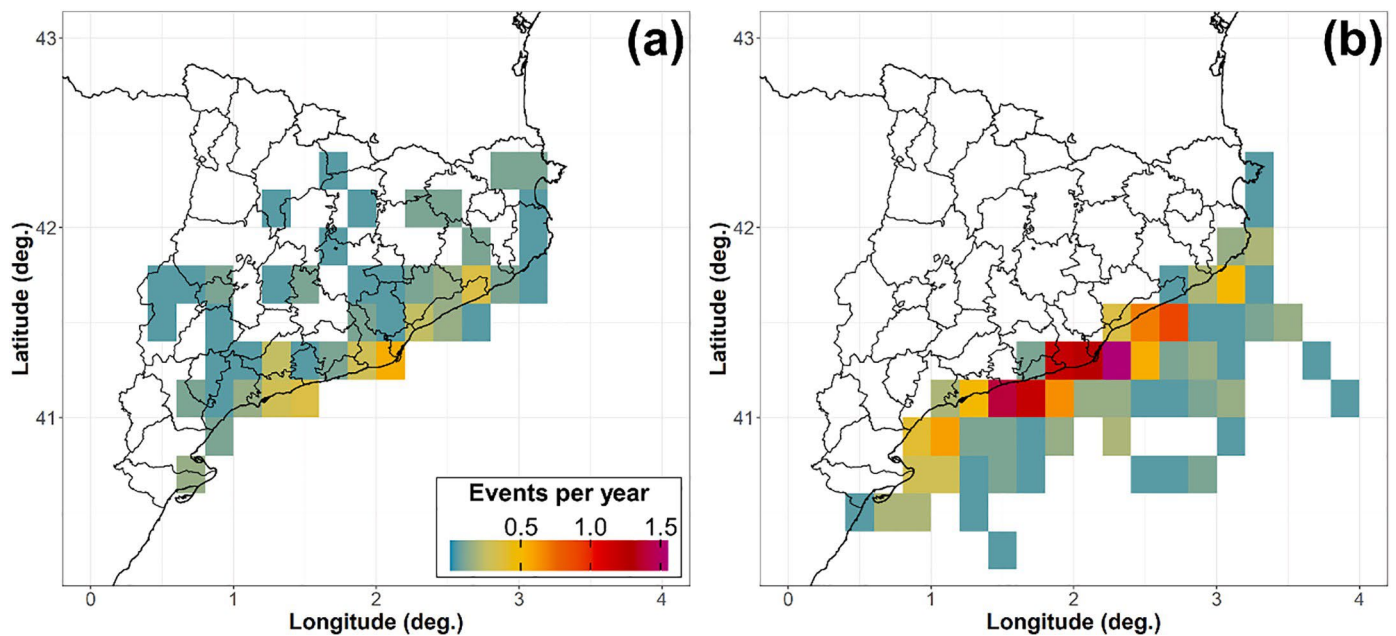 (a)
(b)
43
42
41
Latitude (deg.)
0 1 2 3 4
Longitude (deg.)
Events per year
0.5 1.0 1.5
43
42
41
Latitude (deg.)
0 1 2 3 4
Longitude (deg.)